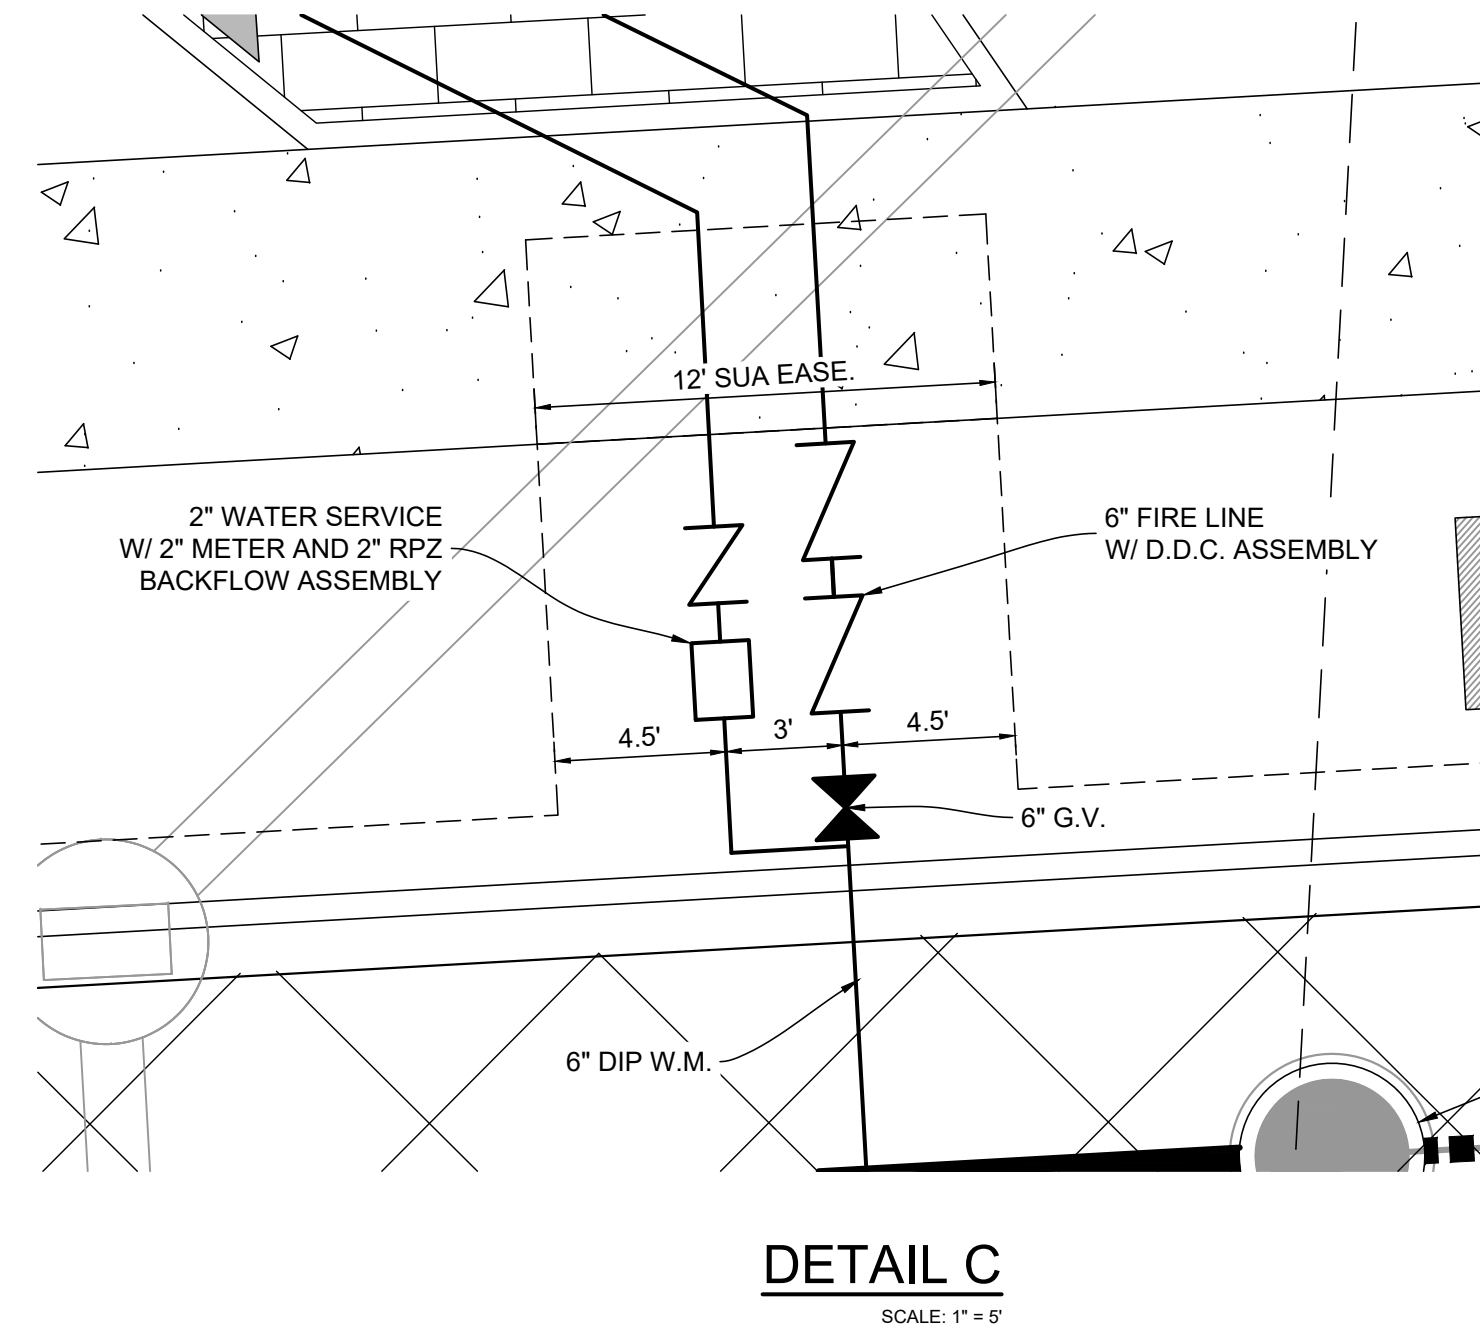 12' SUA EASE.
2" WATER SERVICE
W/ 2" METER AND 2" RPZ
BACKFLOW ASSEMBLY
6" FIRE LINE
W/ D.D.C. ASSEMBLY
4.5'
3'
4.5'
6" G.V.
6" DIP W.M.
DETAIL C
SCALE: 1" = 5'